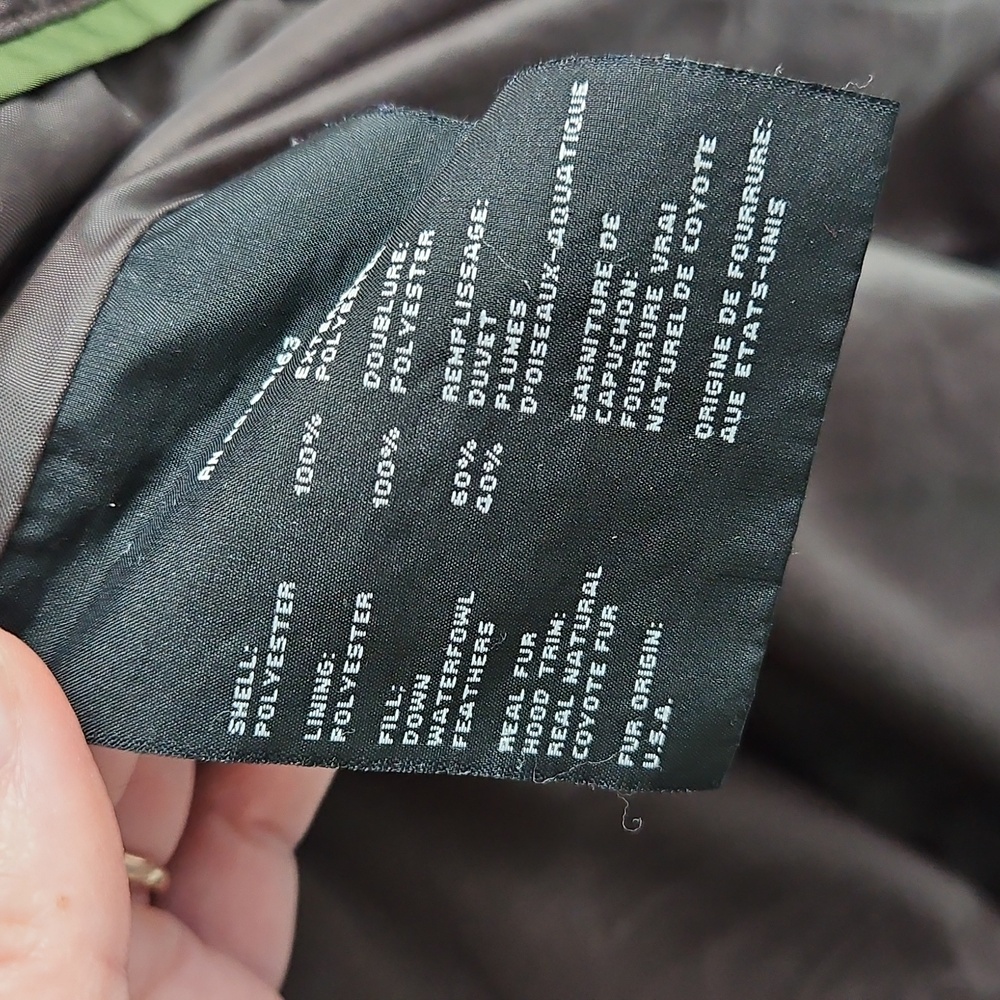 SHELL:
POLYESTER 100% POLYESTER
LINING: DOUBLURE:
POLYESTER 100% POLYESTER
FILL: REMPLISSAGE:
DOWN 60% DUVET
WATERFOWL 40% PLUMES
FEATHERS D'OISEAUX-AQUATIQUE
REAL FUR GARNITURE DE
HOOD TRIM: CAPUCHON:
REAL NATURAL FOURRURE VRAI
COYOTE FUR NATUREL DE COYOTE
FUR ORIGIN: ORIGINE DE FOURRURE:
U.S.A. AUE ETATS-UNIS